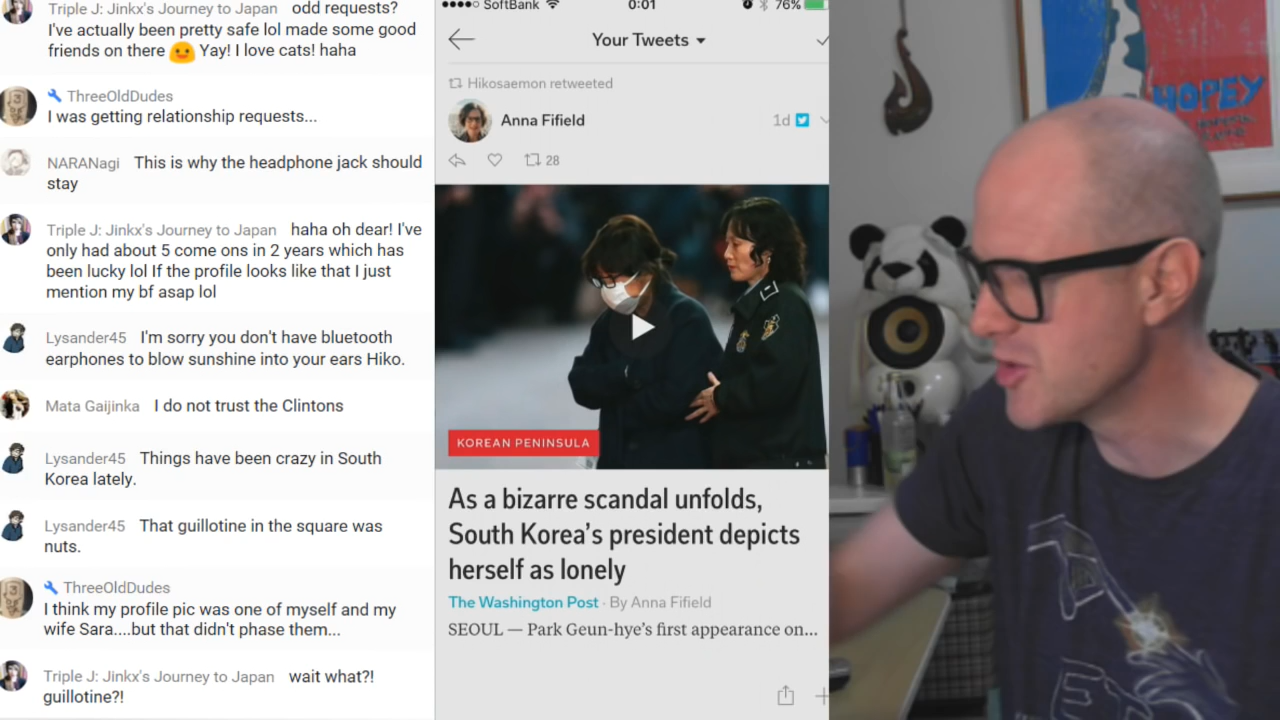 Triple J: Jinkx's Journey to Japan odd requests?
I've actually been pretty safe lol made some good
friends on there Yay! I love cats! haha
ThreeOldDudes
I was getting relationship requests...
NARANagi This is why the headphone jack should
stay
Triple J: Jinkx's Journey to Japan haha oh dear! I've
only had about 5 come ons in 2 years which has
been lucky lol If the profile looks like that I just
mention my bf asap lol
Lysander45 I'm sorry you don't have bluetooth
earphones to blow sunshine into your ears Hiko.
Mata Gaijinka I do not trust the Clintons
Lysander45 Things have been crazy in South
Korea lately.
Lysander45 That guillotine in the square was
nuts.
ThreeOldDudes
I think my profile pic was one of myself and my
wife Sara....but that didn't phase them...
Triple J: Jinkx's Journey to Japan wait what?!
guillotine?!
SoftBank 0:01 76%
Your Tweets
Hikosaemon retweeted
Anna Fifield 1d
28
KOREAN PENINSULA
As a bizarre scandal unfolds,
South Korea's president depicts
herself as lonely
The Washington Post · By Anna Fifield
SEOUL — Park Geun-hye's first appearance on...
HOPEY